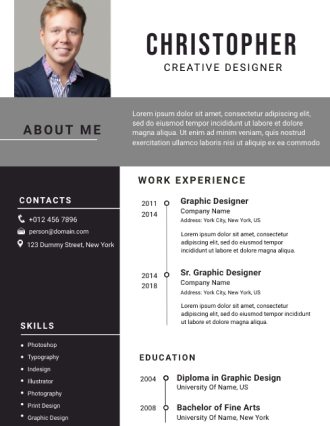 CHRISTOPHER
CREATIVE DESIGNER
ABOUT ME
Lorem ipsum dolor sit amet, consectetur adipiscing elit,
sed do eiusmod tempor incididunt ut labore et dolore
magna aliqua. Ut enim ad minim veniam, quis nostrud
exercitation ullamco laboris nisi ut aliquip ex ea commodo
CONTACTS
+012 456 7896
person@domain.com
123 Dummy Street, New York
SKILLS
Photoshop
Typography
Indesign
Illustrator
Photography
Print Design
Graphic Design
WORK EXPERIENCE
2011
2014
Graphic Designer
Company Name
Address: York City, New York, US
Lorem ipsum dolor sit amet, consectetur
adipiscing elit, sed do eiusmod tempor
incididunt ut labore et dolore magna aliqua.
2014
2018
Sr. Graphic Designer
Company Name
Address: York City, New York, US
Lorem ipsum dolor sit amet, consectetur
adipiscing elit, sed do eiusmod tempor incididunt
ut labore et dolore magna aliqua.
EDUCATION
2004
Diploma in Graphic Design
University Of Name, US
2008
Bachelor of Fine Arts
University Of Name, New York, US